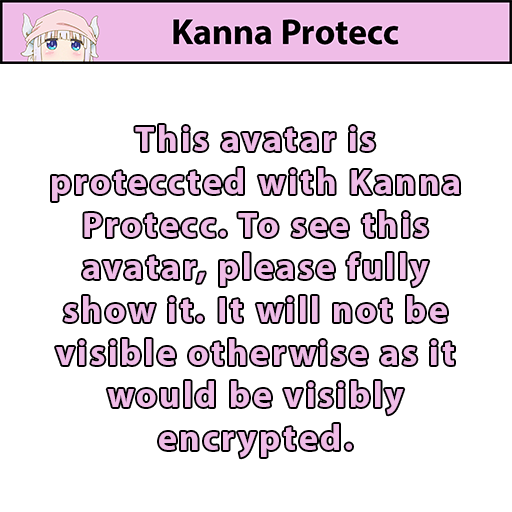 Kanna Protecc
This avatar is
proteccted with Kanna
Protecc. To see this
avatar, please fully
show it. It will not be
visible otherwise as it
would be visibly
encrypted.